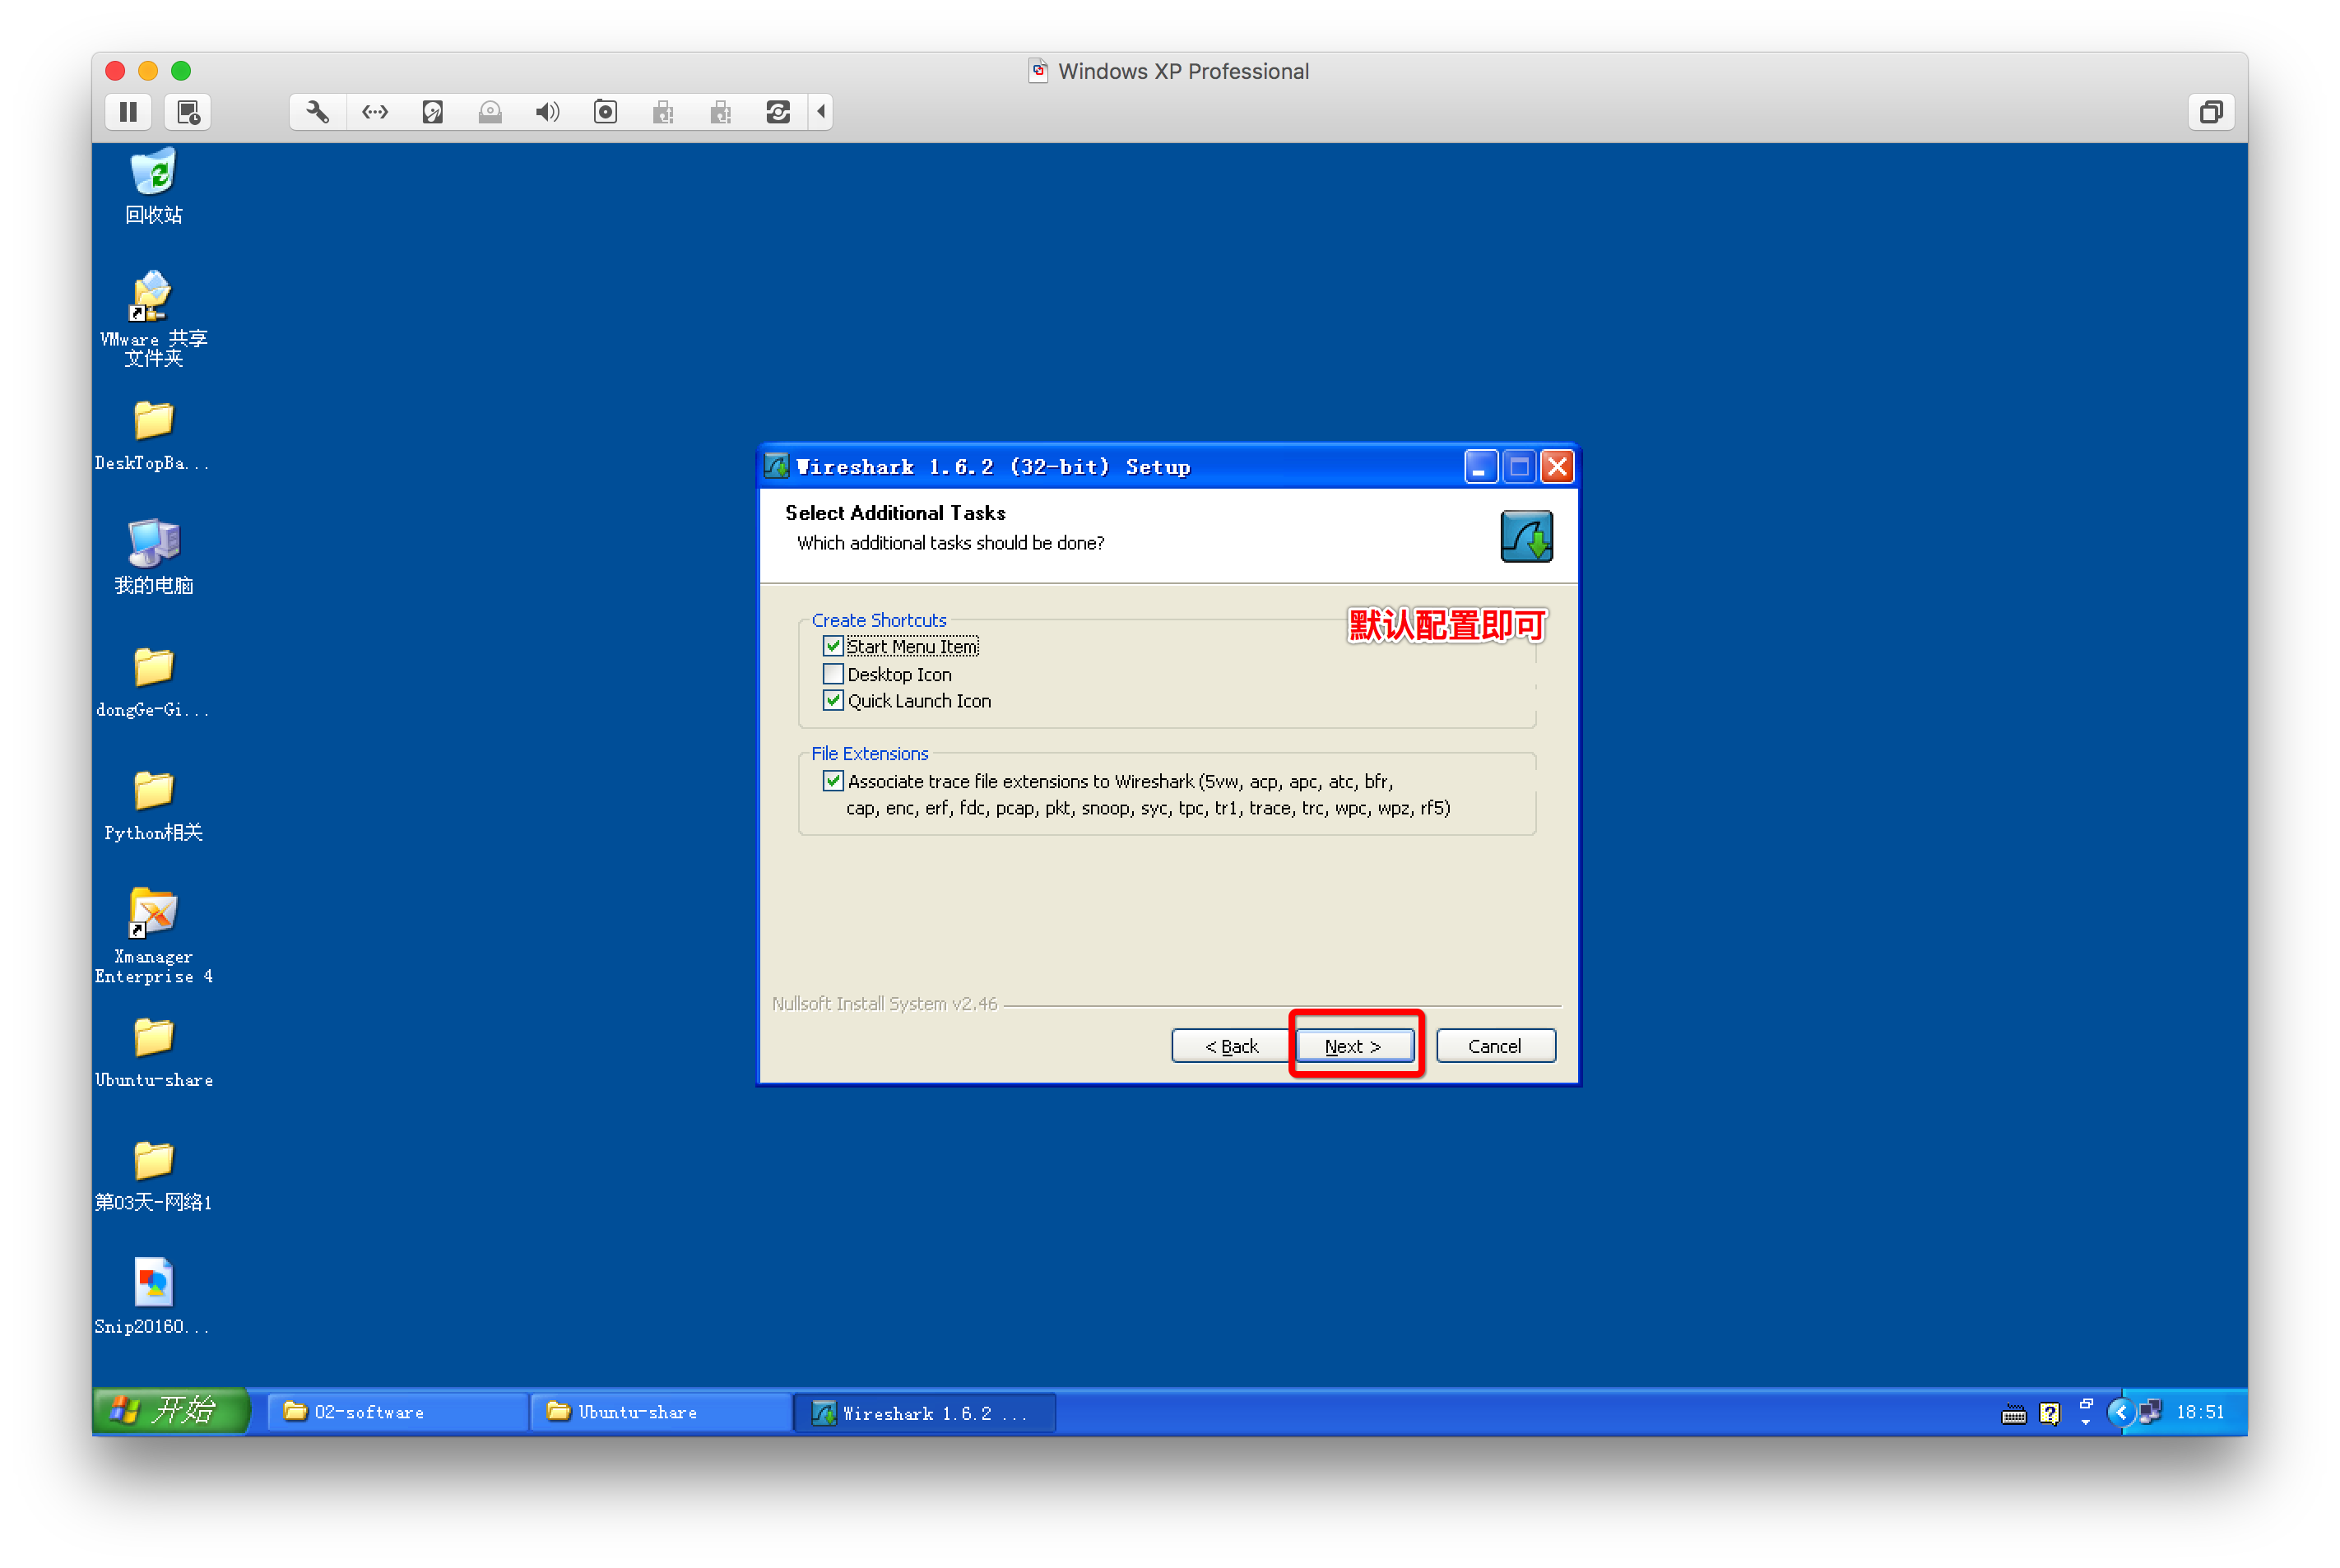 Windows XP Professional
回收站
VMware 共享
文件夹
DeskTopBa...
我的电脑
dongGe-Gi...
Python相关
Xmanager
Enterprise 4
Ubuntu-share
第03天-网络1
Snip20160...
Wireshark 1.6.2 (32-bit) Setup
Select Additional Tasks
Which additional tasks should be done?
默认配置即可
Create Shortcuts
Start Menu Item
Desktop Icon
Quick Launch Icon
File Extensions
Associate trace file extensions to Wireshark (5vw, acp, apc, atc, bfr,
cap, enc, erf, fdc, pcap, pkt, snoop, syc, tpc, tr1, trace, trc, wpc, wpz, rf5)
Nullsoft Install System v2.46
< Back
Next >
Cancel
开始
02-software
Ubuntu-share
Wireshark 1.6.2 ...
18:51